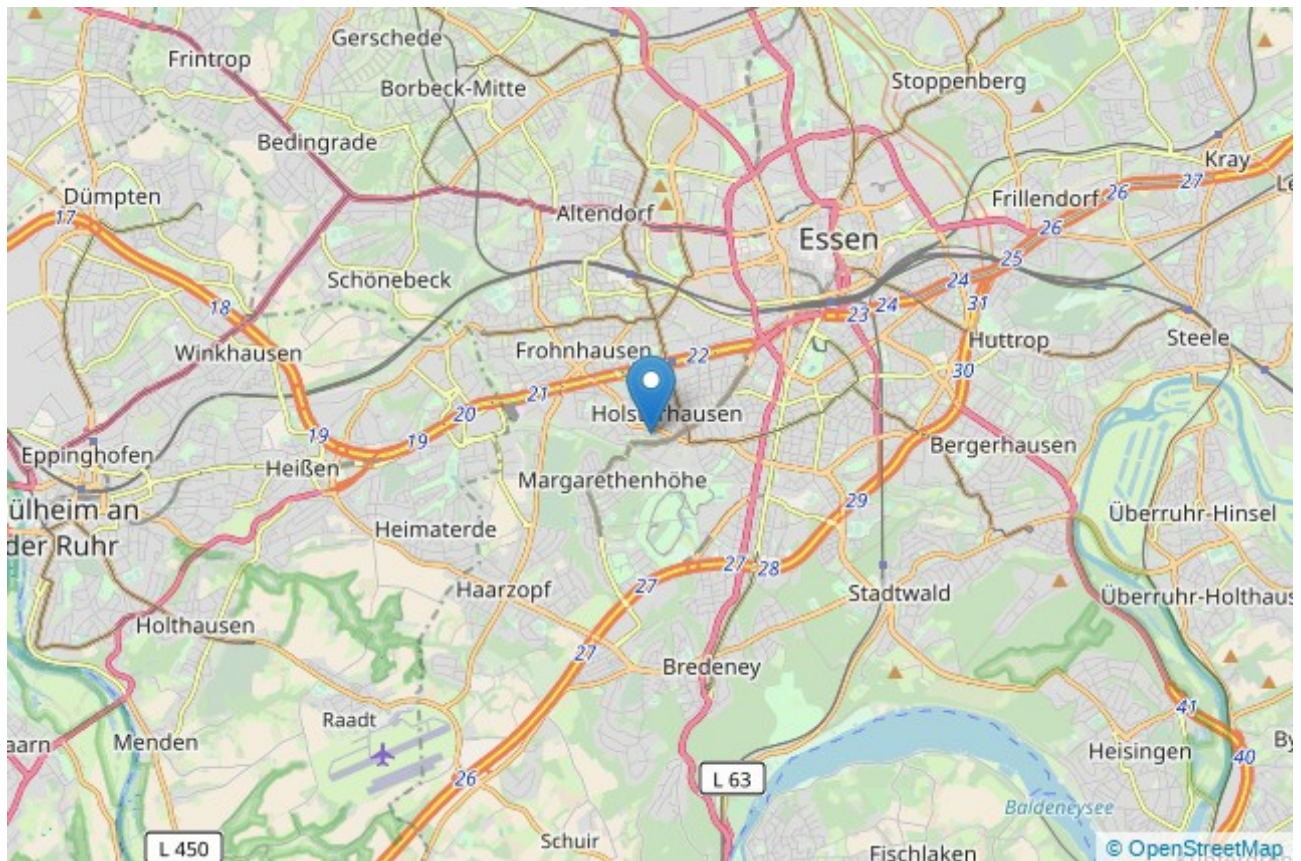 Gerschede
Frintrop
Borbeck-Mitte
Stoppenberg
Bedingrade
Kray
Dümpten
26
27
Le
Frillendorf
17
Altendorf
26
Essen
25
Schönebeck
24
18
24
31
23
Huttrop
Steele
Winkhausen
Frohnhausen
22
30
21
20
Holsterhausen
19
19
Bergerhausen
Eppinghofen
Heißen
Margarethenhöhe
29
ülheim an
der Ruhr
Überruhr-Hinsel
Heimaterde
27
28
27
Haarzopf
Stadtwald
Überruhr-Holthaus
Holthausen
27
Bredeney
Raadt
41
aarn
Menden
Heisingen
By
40
26
L 63
Baldeneysee
L 450
Schuir
Fischlaken
© OpenStreetMap